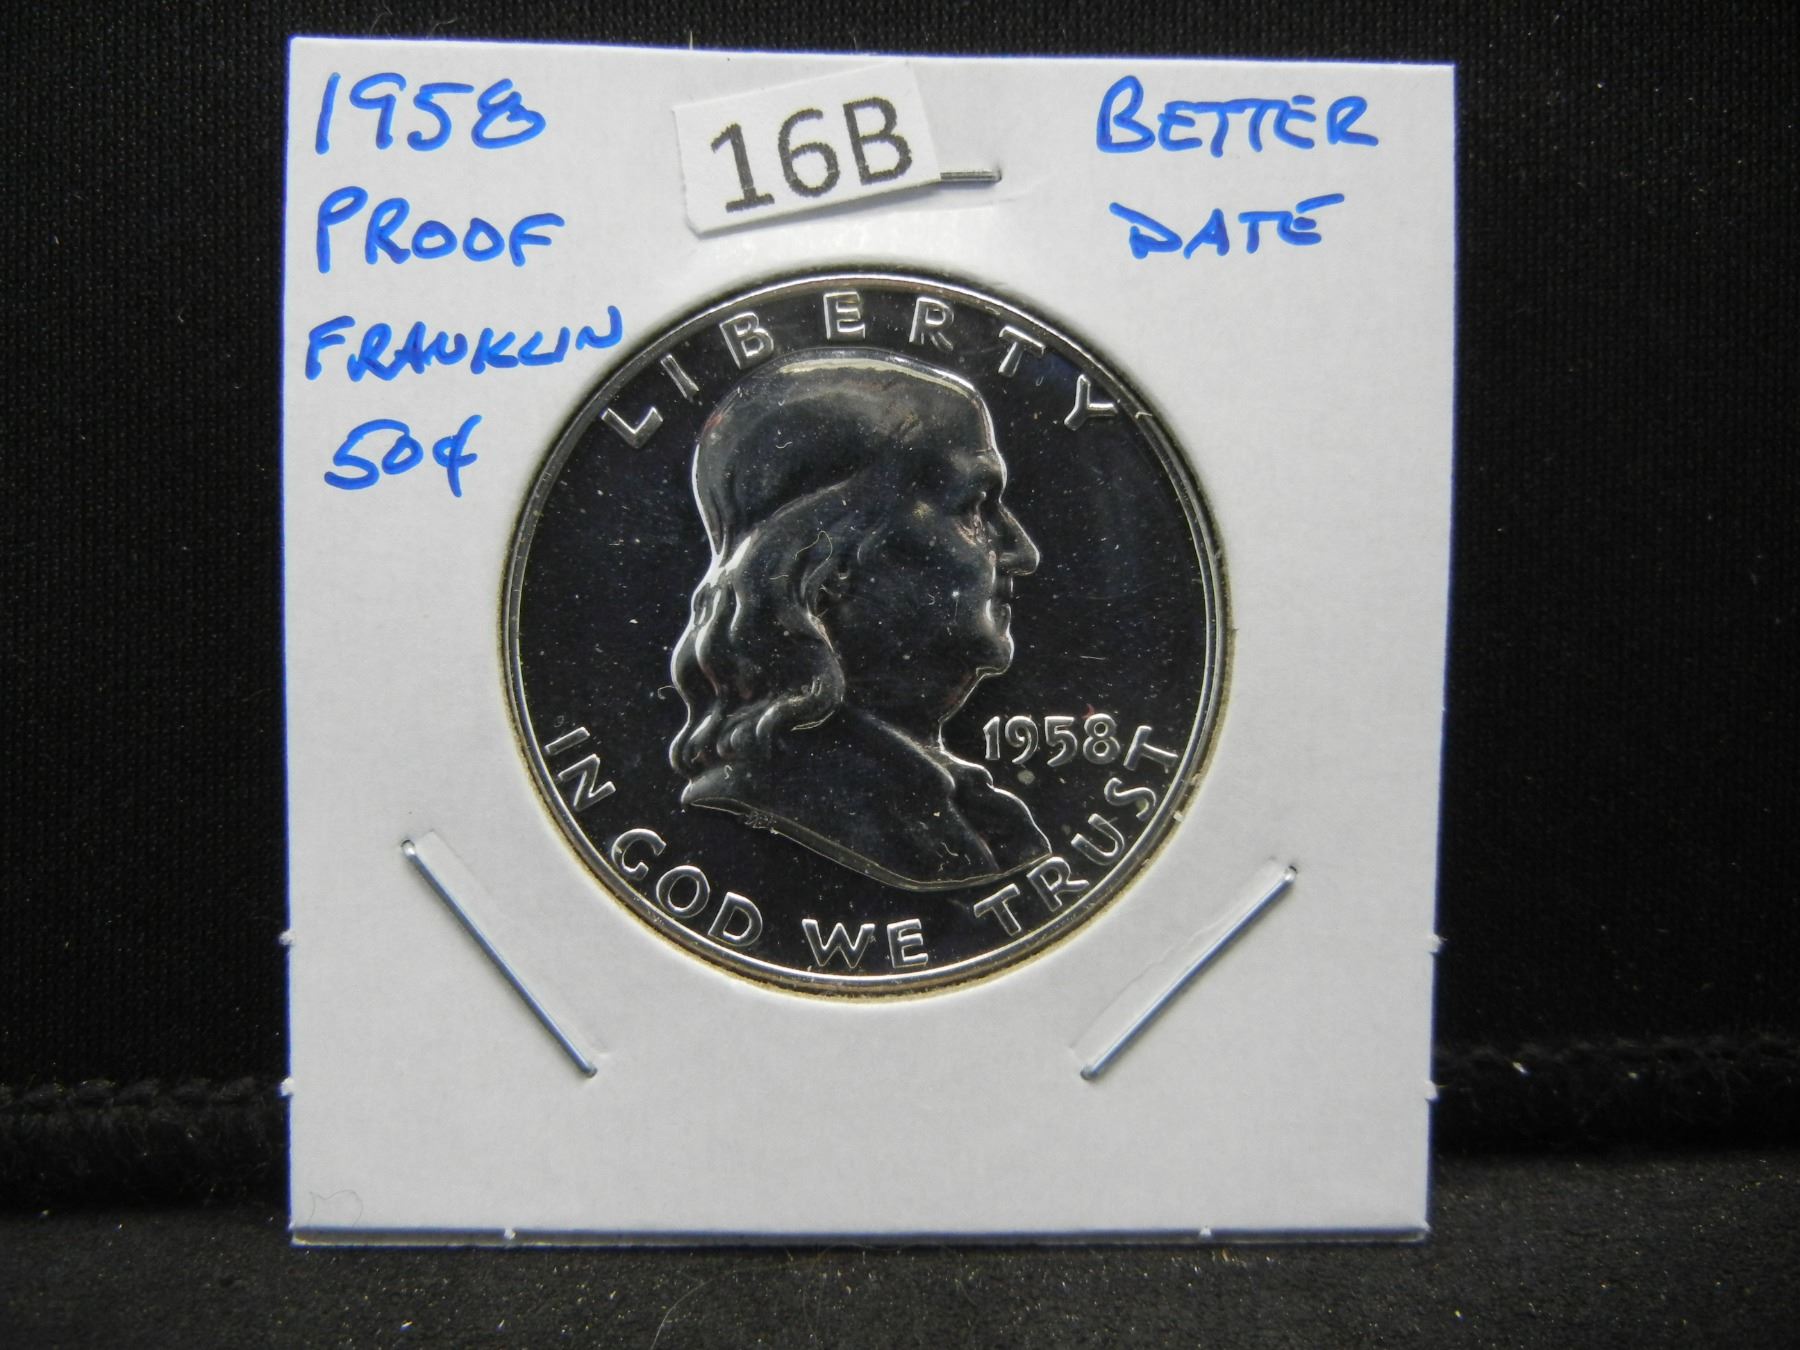 1958
PROOF
FRANKLIN
50¢
16B
BETTER
DATE
LIBERTY
1958
IN GOD WE TRUST